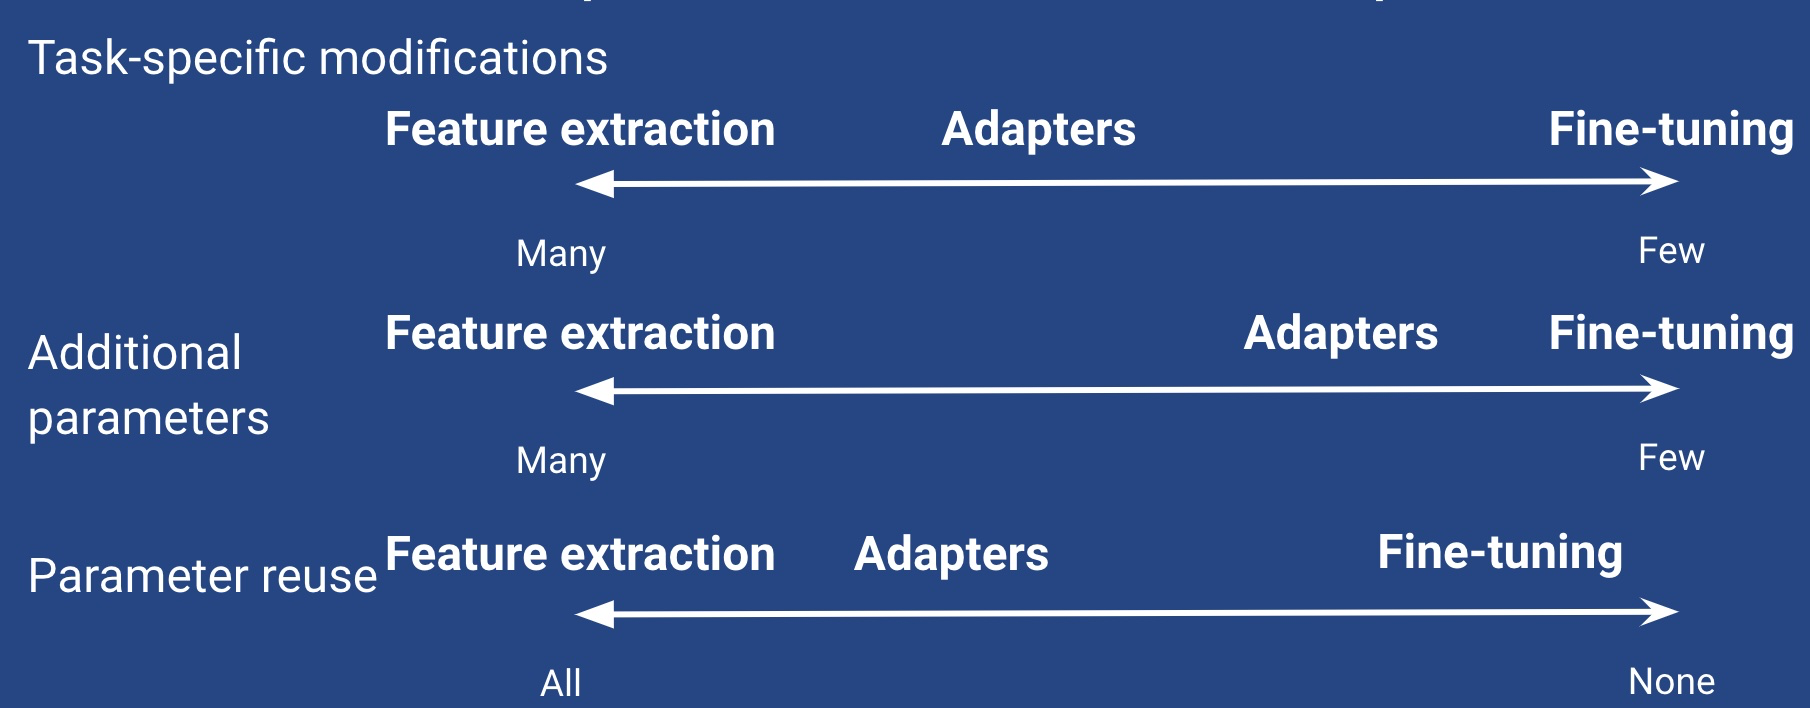 Task-specific modifications
Feature extraction Adapters Fine-tuning
Many Few
Additional parameters
Feature extraction Adapters Fine-tuning
Many Few
Parameter reuse
Feature extraction Adapters Fine-tuning
All None